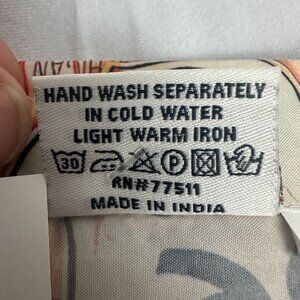 HAND WASH SEPARATELY
IN COLD WATER
LIGHT WARM IRON
30 P
RN#77511
MADE IN INDIA